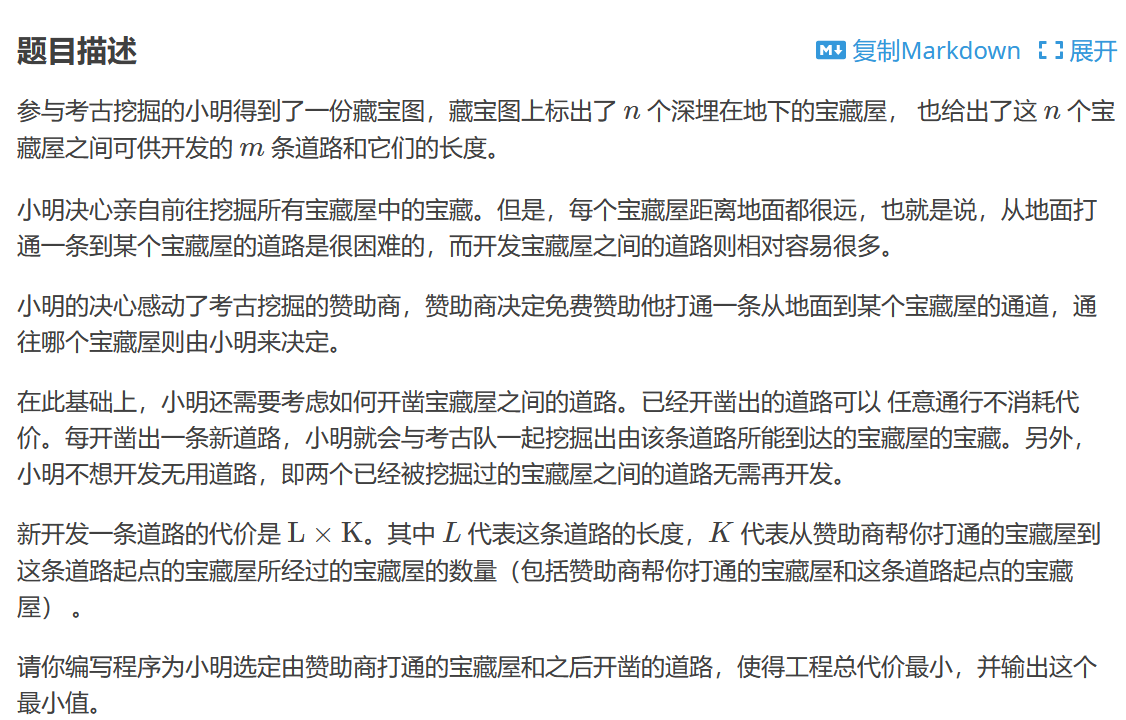 题目描述
复制Markdown 展开
参与考古挖掘的小明得到了一份藏宝图，藏宝图上标出了 n 个深埋在地下的宝藏屋， 也给出了这 n 个宝
藏屋之间可供开发的 m 条道路和它们的长度。
小明决心亲自前往挖掘所有宝藏屋中的宝藏。但是，每个宝藏屋距离地面都很远，也就是说，从地面打
通一条到某个宝藏屋的道路是很困难的，而开发宝藏屋之间的道路则相对容易很多。
小明的决心感动了考古挖掘的赞助商，赞助商决定免费赞助他打通一条从地面到某个宝藏屋的通道，通
往哪个宝藏屋则由小明来决定。
在此基础上，小明还需要考虑如何开凿宝藏屋之间的道路。已经开凿出的道路可以 任意通行不消耗代
价。每开凿出一条新道路，小明就会与考古队一起挖掘出由该条道路所能到达的宝藏屋的宝藏。另外，
小明不想开发无用道路，即两个已经被挖掘过的宝藏屋之间的道路无需再开发。
新开发一条道路的代价是 L × K。其中 L 代表这条道路的长度，K 代表从赞助商帮你打通的宝藏屋到
这条道路起点的宝藏屋所经过的宝藏屋的数量（包括赞助商帮你打通的宝藏屋和这条道路起点的宝藏
屋） 。
请你编写程序为小明选定由赞助商打通的宝藏屋和之后开凿的道路，使得工程总代价最小，并输出这个
最小值。